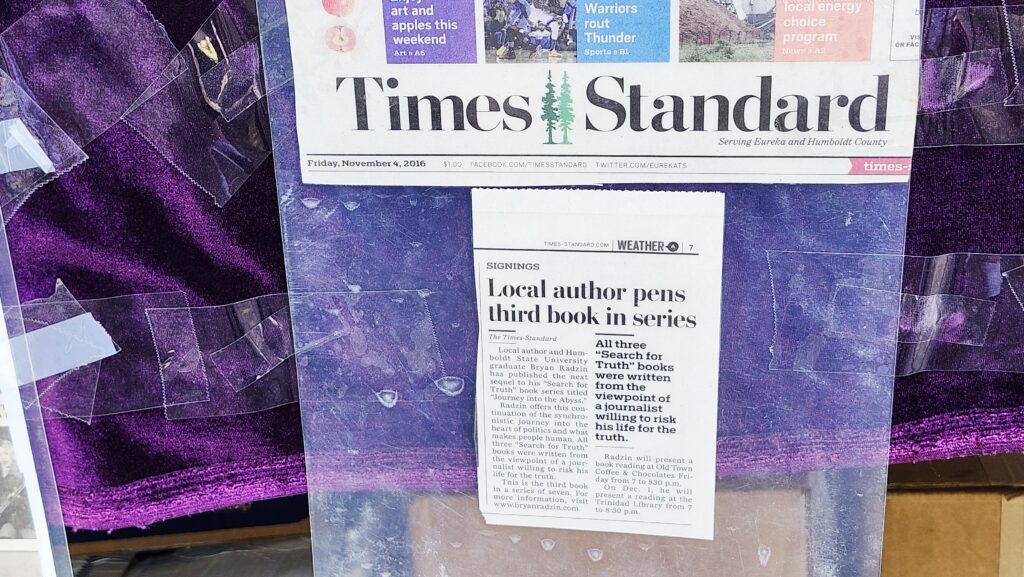 art and
apples this
weekend
Art » A6
Warriors
rout
Thunder
Sports » B1
local energy
choice
program
News » A2
Times Standard
Serving Eureka and Humboldt County
Friday, November 4, 2016 $1.00 FACEBOOK.COM/TIMESSTANDARD TWITTER.COM/EUREKATS
times-
TIMES-STANDARD.COM | WEATHER A | 7
SIGNINGS
Local author pens
third book in series
The Times-Standard
Local author and Hum-
boldt State University
graduate Bryan Radzin
has published the next
sequel to his “Search for
Truth” book series titled
“Journey into the Abyss.”
Radzin offers this con-
tinuation of the synchro-
nistic journey into the
heart of politics and what
makes people human. All
three “Search for Truth”
books were written from
the viewpoint of a jour-
nalist willing to risk his
life for the truth.
This is the third book
in a series of seven. For
more information, visit
www.bryanradzin.com.
All three
“Search for
Truth” books
were written
from the
viewpoint of
a journalist
willing to risk
his life for the
truth.
Radzin will present a
book reading at Old Town
Coffee & Chocolates Fri-
day from 7 to 830 p.m.
On Dec. 1, he will
present a reading at the
Trinidad Library from 7
to 8:30 p.m.